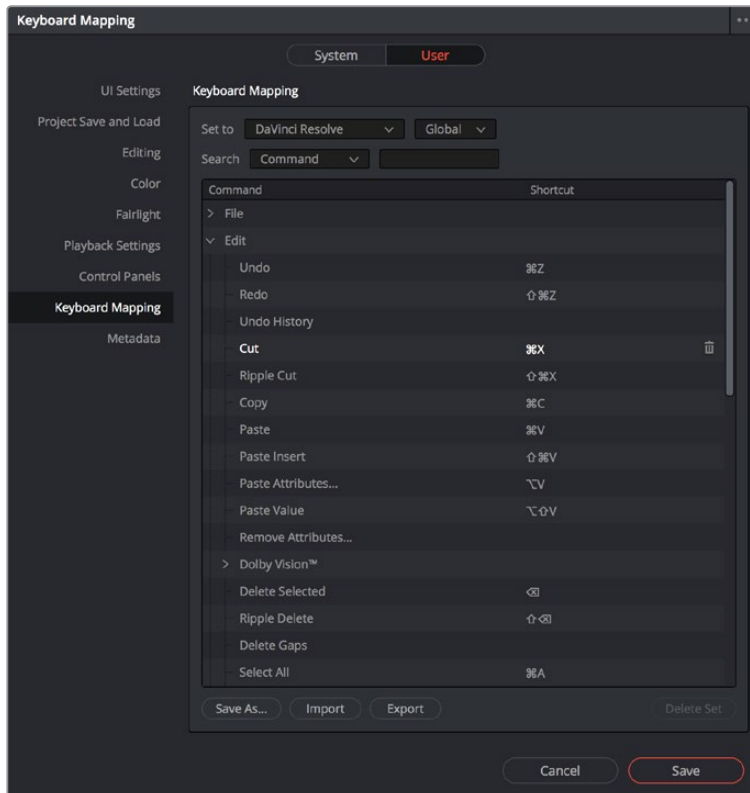 Keyboard Mapping
System User
UI Settings
Project Save and Load
Editing
Color
Fairlight
Playback Settings
Control Panels
Keyboard Mapping
Metadata
Keyboard Mapping
Set to DaVinci Resolve Global
Search Command
Command Shortcut
File
Edit
Undo ⌘Z
Redo ⇧⌘Z
Undo History
Cut ⌘X
Ripple Cut ⇧⌘X
Copy ⌘C
Paste ⌘V
Paste Insert ⇧⌘V
Paste Attributes... ⌥V
Paste Value ⌥⇧V
Remove Attributes...
Dolby Vision™
Delete Selected ⌫
Ripple Delete ⇧⌫
Delete Gaps
Select All ⌘A
Save As... Import Export Delete Set
Cancel Save